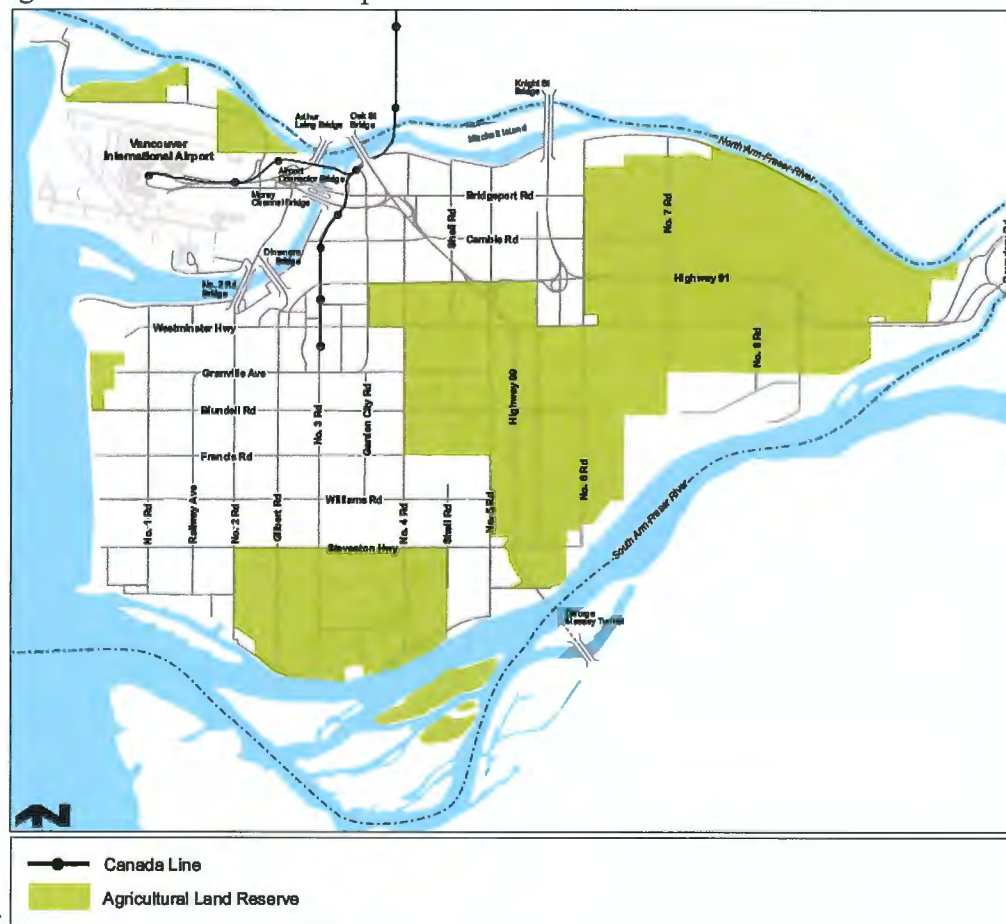 Knight St
Bridge
Arthur
Laing Bridge
Oak St
Bridge
Mitchell Island
North Arm-Fraser River
Vancouver
International Airport
Airport
Connector Bridge
Morey
Channel Bridge
Bridgeport Rd
No. 7 Rd
Shell Rd
Cambie Rd
Dinsmore
Bridge
No. 2 Rd
Bridge
Highway 91
Westminster Hwy
No. 8 Rd
Granville Ave
Highway 99
Blundell Rd
No. 3 Rd
Garden City Rd
Francis Rd
No. 6 Rd
Williams Rd
No. 1 Rd
Railway Ave
No. 2 Rd
Gilbert Rd
No. 4 Rd
Shell Rd
No. 5 Rd
Steveston Hwy
South Arm-Fraser River
George
Massey Tunnel
Canada Line
Agricultural Land Reserve